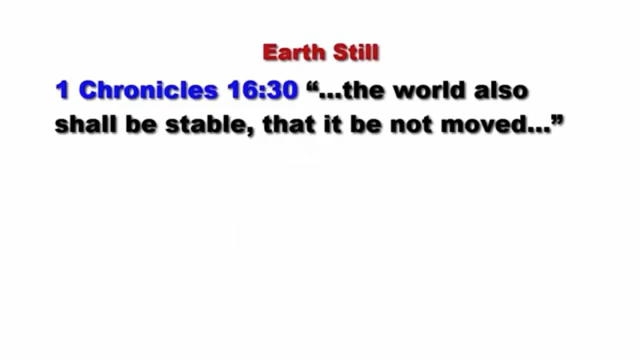 Earth Still
1 Chronicles 16:30 “...the world also
shall be stable, that it be not moved...”